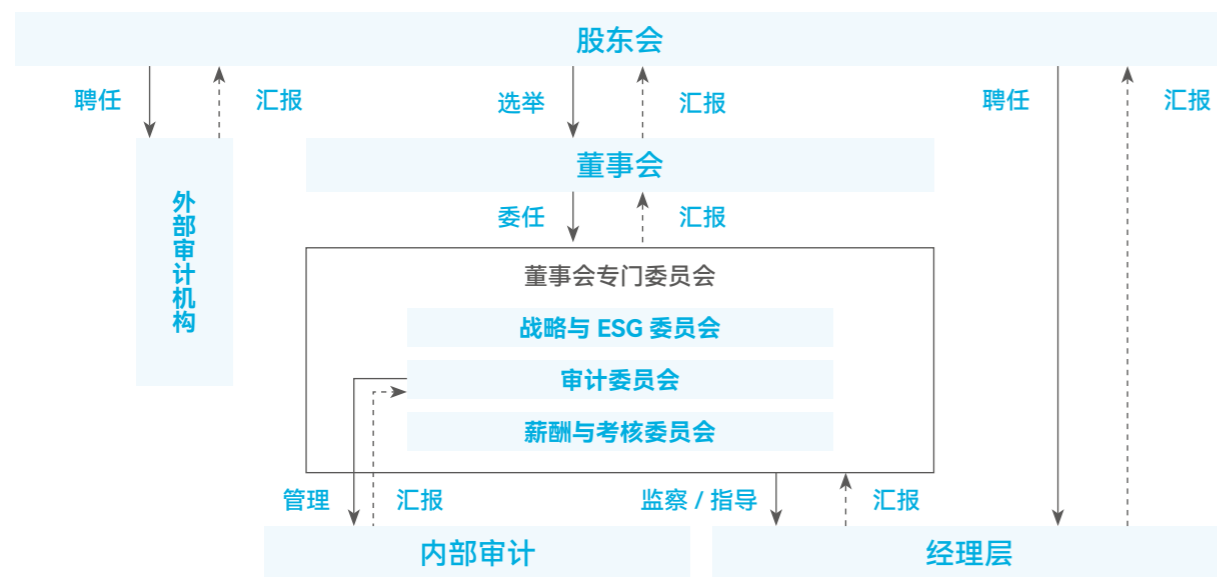 股东会
聘任
汇报
选举
汇报
聘任
汇报
外部审计机构
董事会
委任
汇报
董事会专门委员会
战略与 ESG 委员会
审计委员会
薪酬与考核委员会
管理
汇报
监察 / 指导
汇报
内部审计
经理层